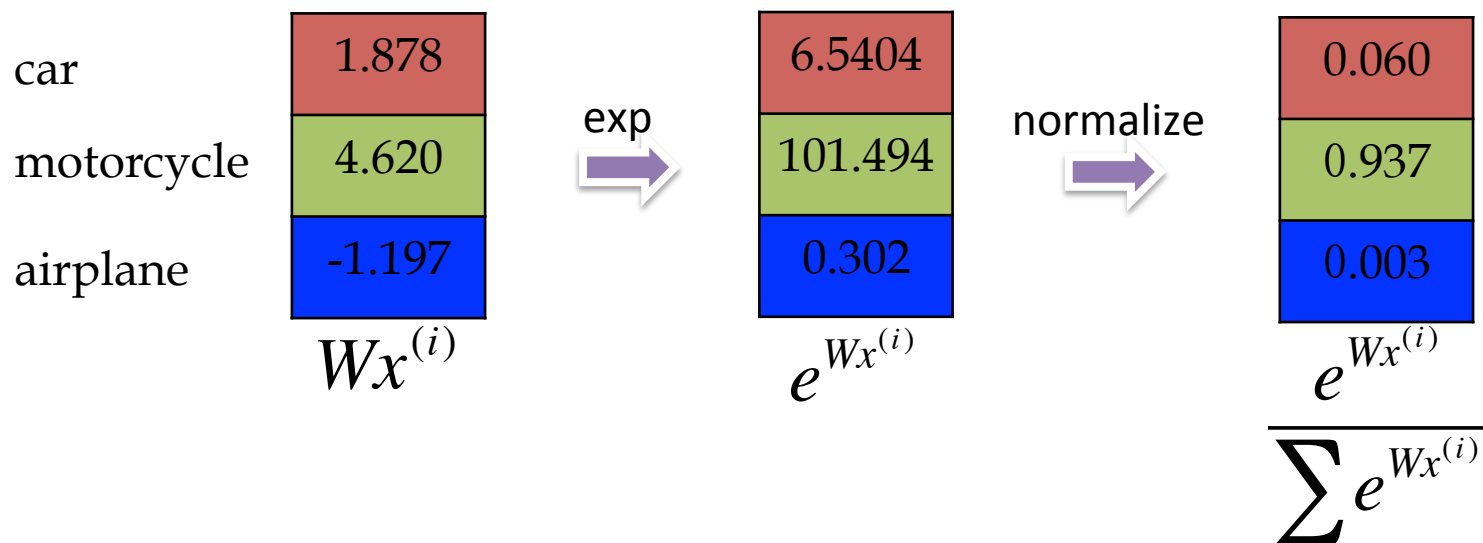 car 1.878 6.5404 0.060
exp normalize
motorcycle 4.620 101.494 0.937
airplane -1.197 0.302 0.003
Wx^{(i)} e^{Wx^{(i)}} e^{Wx^{(i)}}
∑ e^{Wx^{(i)}}